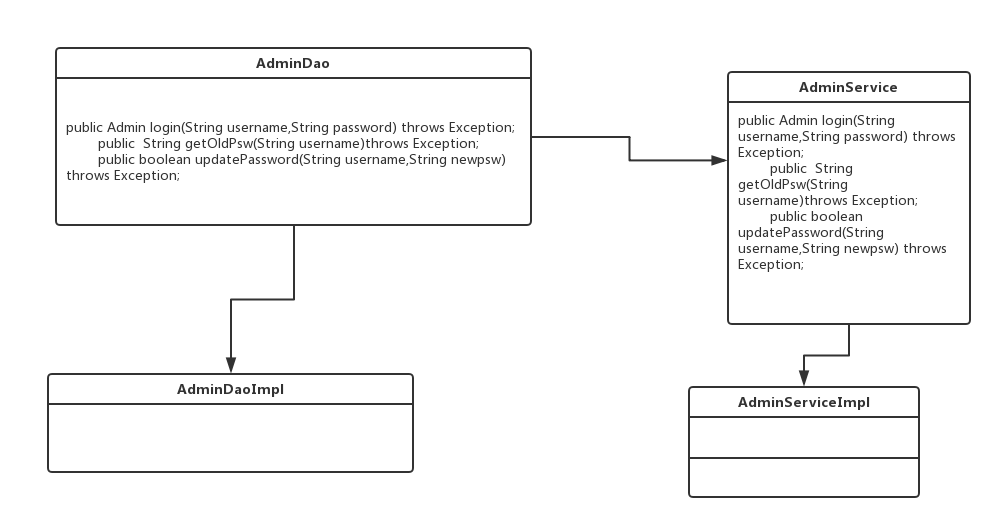 AdminDao
public Admin login(String username,String password) throws Exception;
public  String getOldPsw(String username)throws Exception;
public boolean updatePassword(String username,String newpsw)
throws Exception;
AdminService
public Admin login(String
username,String password) throws
Exception;
public  String
getOldPsw(String
username)throws Exception;
public boolean
updatePassword(String
username,String newpsw) throws
Exception;
AdminDaoImpl
AdminServiceImpl